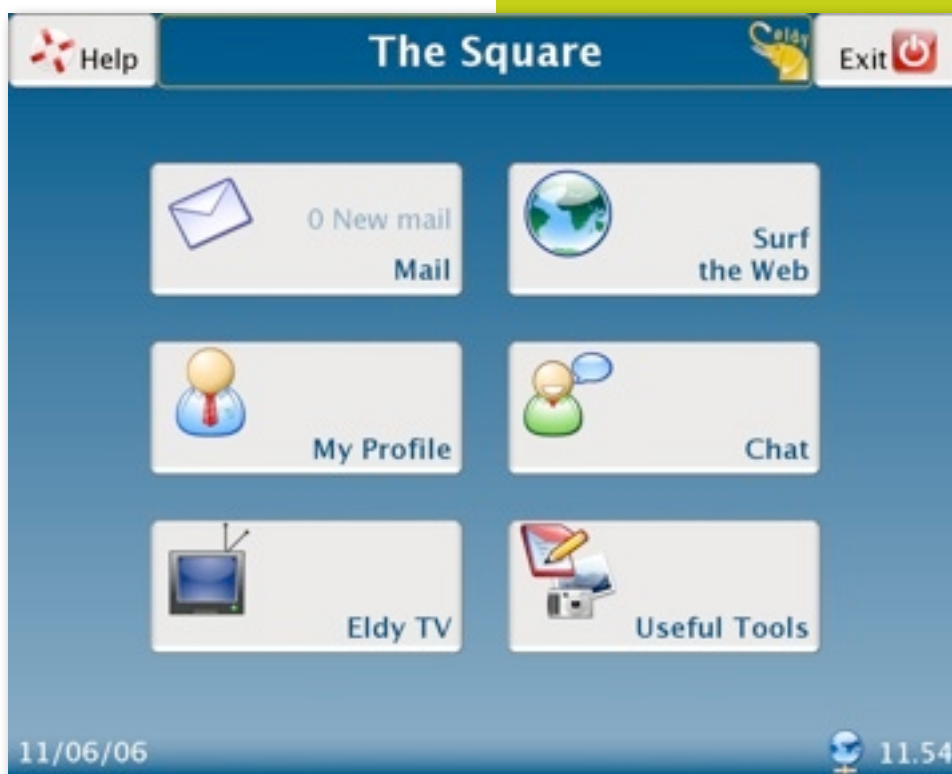 Help
The Square
eldy
Exit
0 New mail
Mail
Surf
the Web
My Profile
Chat
Eldy TV
Useful Tools
11/06/06
11.54